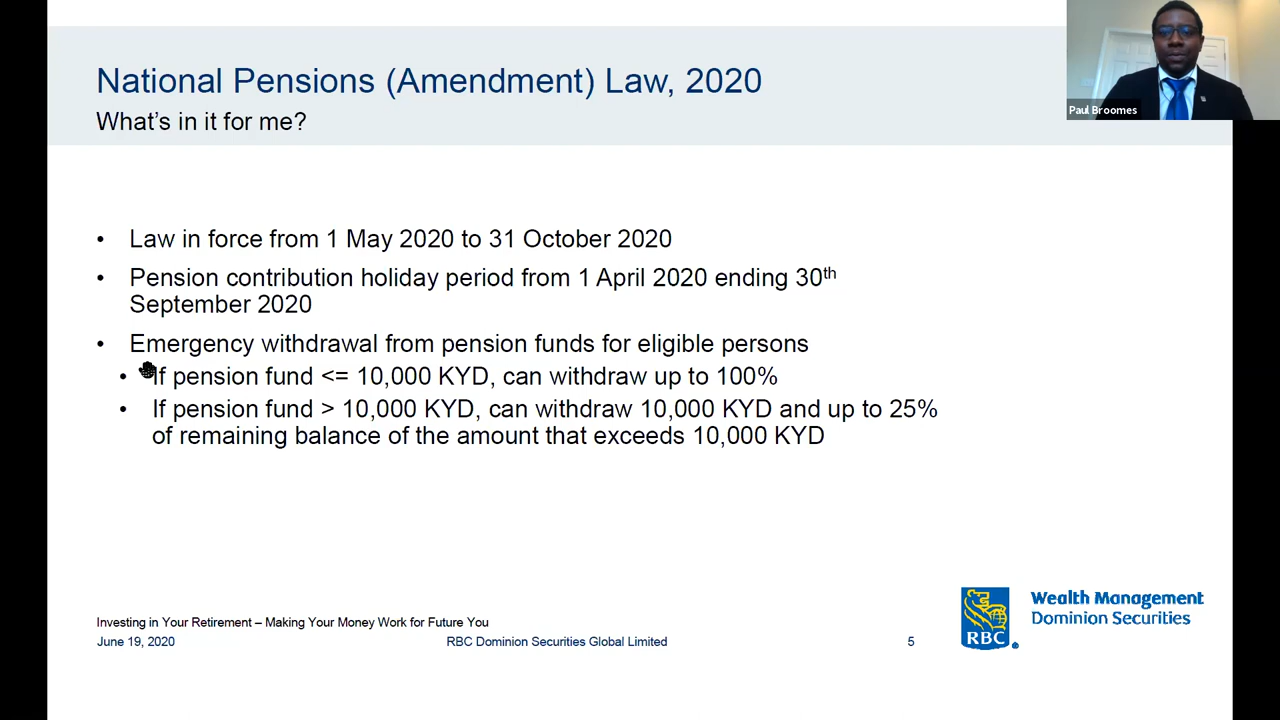 National Pensions (Amendment) Law, 2020
What's in it for me?
Paul Broomes
• Law in force from 1 May 2020 to 31 October 2020
• Pension contribution holiday period from 1 April 2020 ending 30th
September 2020
• Emergency withdrawal from pension funds for eligible persons
• If pension fund <= 10,000 KYD, can withdraw up to 100%
• If pension fund > 10,000 KYD, can withdraw 10,000 KYD and up to 25%
of remaining balance of the amount that exceeds 10,000 KYD
Investing in Your Retirement – Making Your Money Work for Future You
June 19, 2020
RBC Dominion Securities Global Limited
5
RBC
®
Wealth Management
Dominion Securities